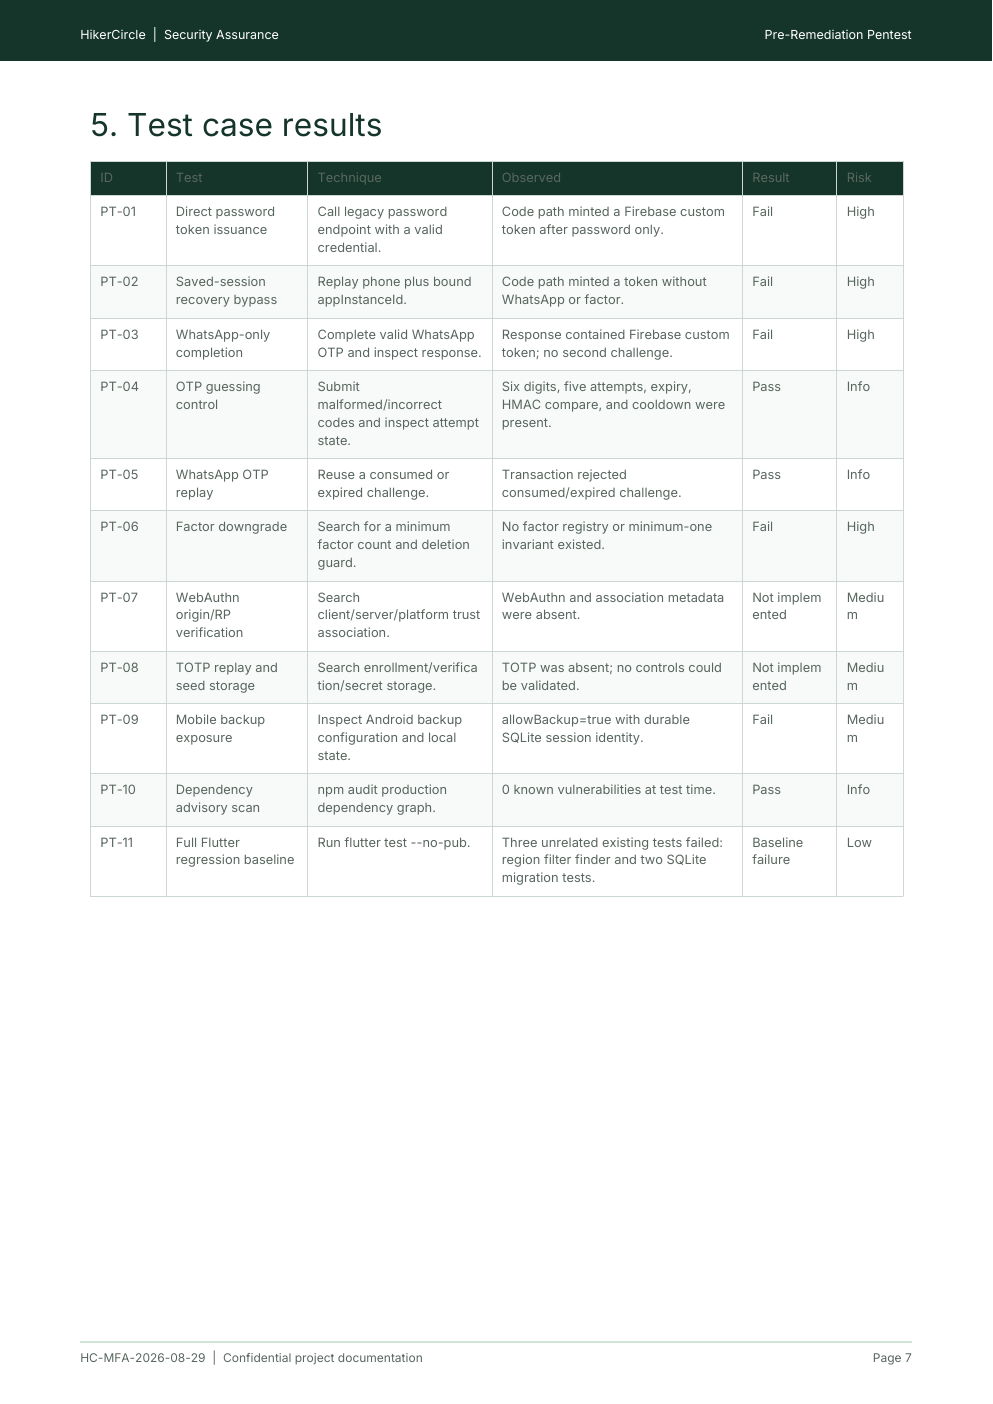 HikerCircle | Security Assurance
Pre-Remediation Pentest
5. Test case results
ID Test Technique Observed Result Risk
PT-01 Direct password Call legacy password Code path minted a Firebase custom Fail High
token issuance endpoint with a valid token after password only.
credential.
PT-02 Saved-session Replay phone plus bound Code path minted a token without Fail High
recovery bypass appInstanceId. WhatsApp or factor.
PT-03 WhatsApp-only Complete valid WhatsApp Response contained Firebase custom Fail High
completion OTP and inspect response. token; no second challenge.
PT-04 OTP guessing Submit Six digits, five attempts, expiry, Pass Info
control malformed/incorrect HMAC compare, and cooldown were
codes and inspect attempt present.
state.
PT-05 WhatsApp OTP Reuse a consumed or Transaction rejected Pass Info
replay expired challenge. consumed/expired challenge.
PT-06 Factor downgrade Search for a minimum No factor registry or minimum-one Fail High
factor count and deletion invariant existed.
guard.
PT-07 WebAuthn Search WebAuthn and association metadata Not implem Mediu
origin/RP client/server/platform trust were absent. ented m
verification association.
PT-08 TOTP replay and Search enrollment/verifica TOTP was absent; no controls could Not implem Mediu
seed storage tion/secret storage. be validated. ented m
PT-09 Mobile backup Inspect Android backup allowBackup=true with durable Fail Mediu
exposure configuration and local SQLite session identity. m
state.
PT-10 Dependency npm audit production 0 known vulnerabilities at test time. Pass Info
advisory scan dependency graph.
PT-11 Full Flutter Run flutter test --no-pub. Three unrelated existing tests failed: Baseline Low
regression baseline region filter finder and two SQLite failure
migration tests.
HC-MFA-2026-08-29 | Confidential project documentation
Page 7